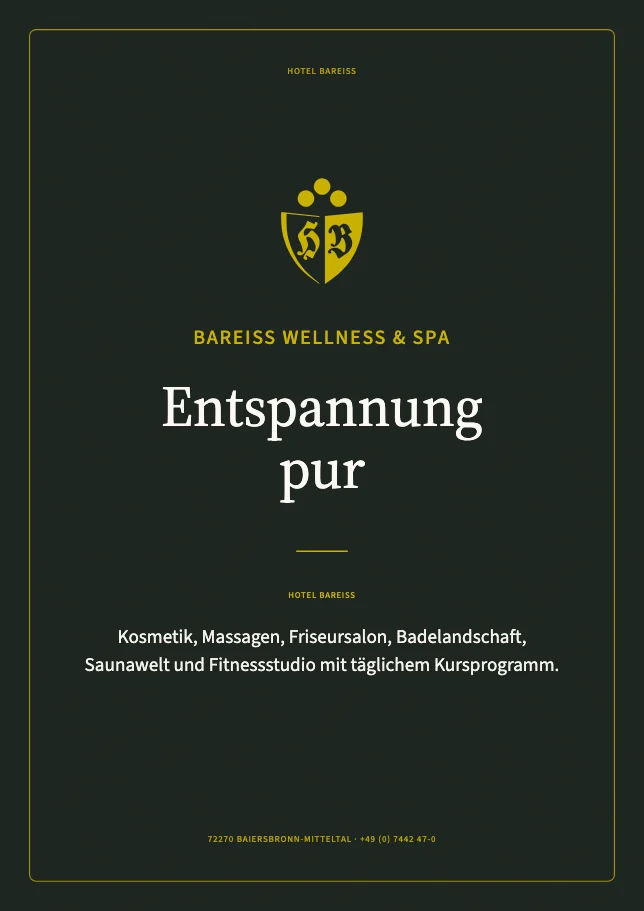 HOTEL BAREISS
H B
BAREISS WELLNESS & SPA
Entspannung
pur
HOTEL BAREISS
Kosmetik, Massagen, Friseursalon, Badelandschaft,
Saunawelt und Fitnessstudio mit täglichem Kursprogramm.
72270 BAIERSBRONN-MITTELTAL · +49 (0) 7442 47-0